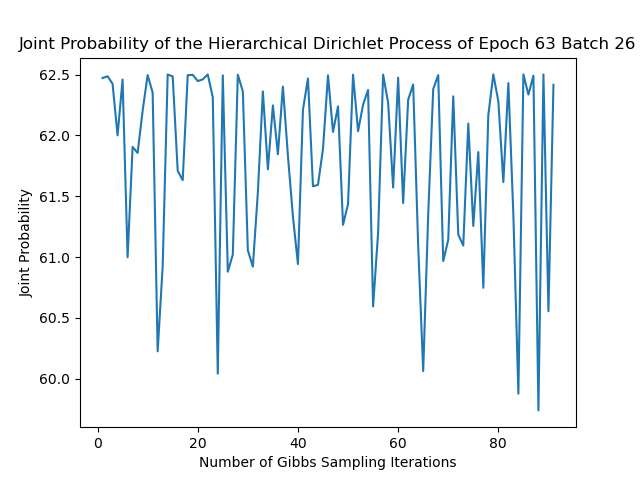 Joint Probability of the Hierarchical Dirichlet Process of Epoch 63 Batch 26
62.5
62.0
61.5
61.0
60.5
60.0
Joint Probability
0 20 40 60 80
Number of Gibbs Sampling Iterations